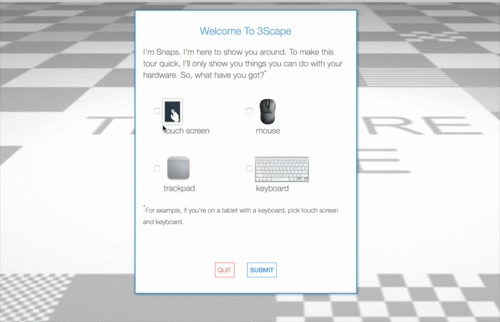 Welcome To 3Scape
I'm Snaps. I'm here to show you around. To make this
tour quick, I'll only show you things you can do with your
hardware. So, what have you got?*
touch screen
mouse
trackpad
keyboard
*For example, if you're on a tablet with a keyboard, pick touch screen
and keyboard.
QUIT
SUBMIT